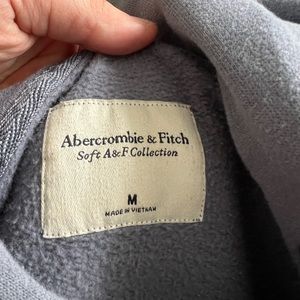 Abercrombie & Fitch
Soft A&F Collection
M
MADE IN VIETNAM